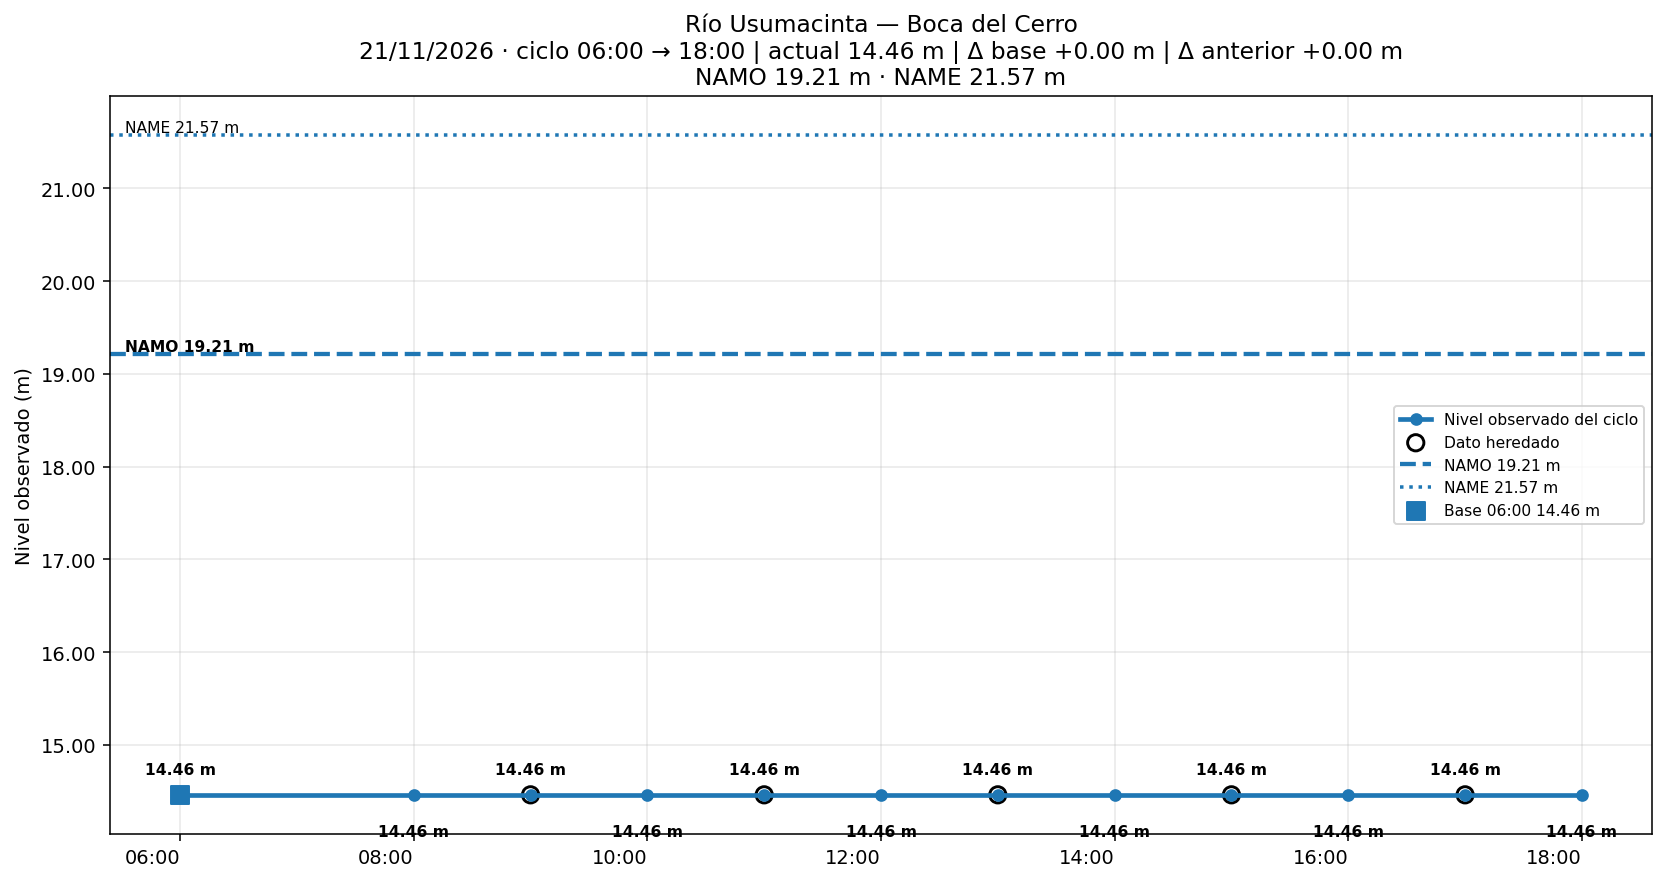 Río Usumacinta — Boca del Cerro
21/11/2026 · ciclo 06:00 → 18:00 | actual 14.46 m | Δ base +0.00 m | Δ anterior +0.00 m
NAMO 19.21 m · NAME 21.57 m
NAME 21.57 m
21.00
20.00
NAMO 19.21 m
19.00
Nivel observado (m)
Nivel observado del ciclo
Dato heredado
NAMO 19.21 m
NAME 21.57 m
Base 06:00 14.46 m
18.00
17.00
16.00
15.00
14.46 m 14.46 m 14.46 m 14.46 m 14.46 m 14.46 m
14.46 m 14.46 m 14.46 m 14.46 m 14.46 m 14.46 m
06:00 08:00 10:00 12:00 14:00 16:00 18:00